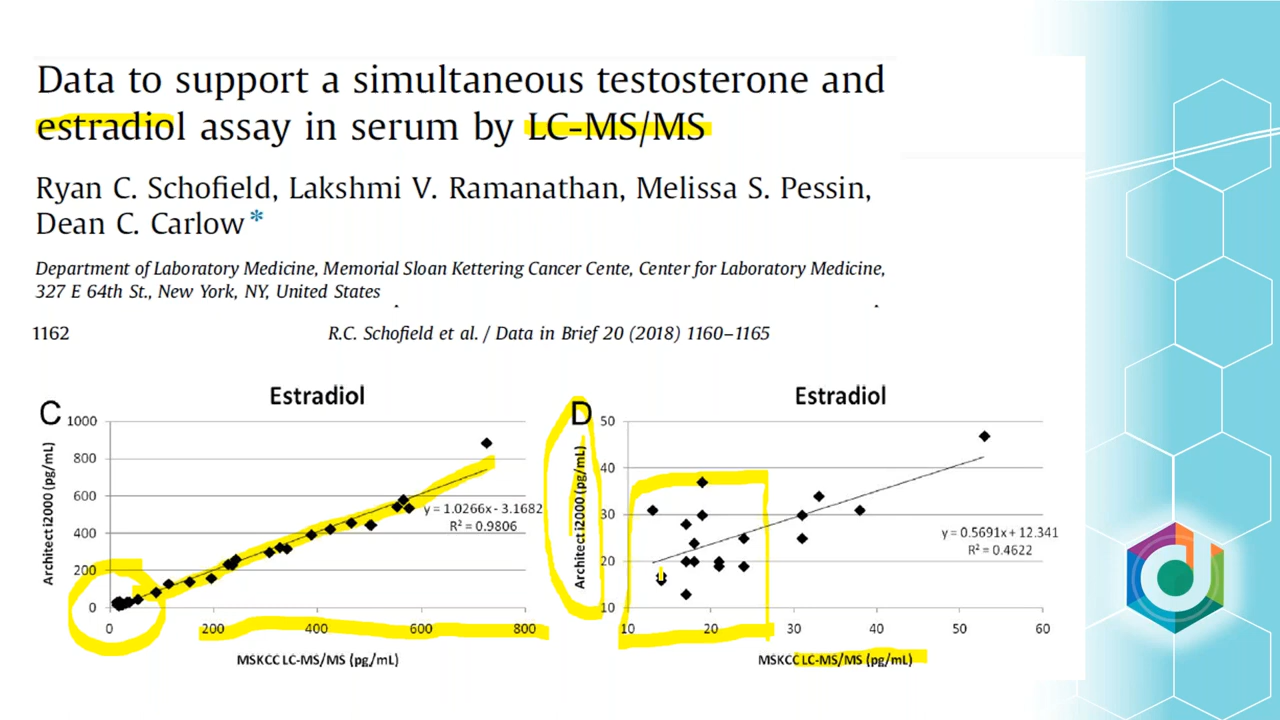 Data to support a simultaneous testosterone and
estradiol assay in serum by LC-MS/MS
Ryan C. Schofield, Lakshmi V. Ramanathan, Melissa S. Pessin,
Dean C. Carlow*
Department of Laboratory Medicine, Memorial Sloan Kettering Cancer Cente, Center for Laboratory Medicine,
327 E 64th St., New York, NY, United States
1162
R.C. Schofield et al. / Data in Brief 20 (2018) 1160–1165
C
Estradiol
Architect i2000 (pg/mL)
1000
800
600
400
200
0
y = 1.0266x - 3.1682
R² = 0.9806
0 200 400 600 800
MSKCC LC-MS/MS (pg/mL)
D
Estradiol
Architect i2000 (pg/mL)
50
40
30
20
10
y = 0.5691x + 12.341
R² = 0.4622
10 20 30 40 50 60
MSKCC LC-MS/MS (pg/mL)